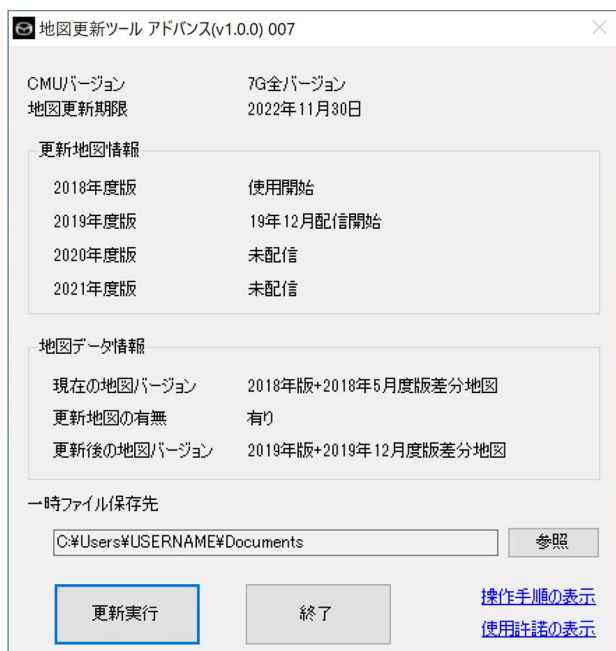 地図更新ツール アドバンス(v1.0.0) 007
CMUバージョン 7G全バージョン
地図更新期限 2022年11月30日
更新地図情報
2018年度版 使用開始
2019年度版 19年12月配信開始
2020年度版 未配信
2021年度版 未配信
地図データ情報
現在の地図バージョン 2018年版+2018年5月度版差分地図
更新地図の有無 有り
更新後の地図バージョン 2019年版+2019年12月度版差分地図
一時ファイル保存先
C:¥Users¥USERNAME¥Documents 参照
更新実行 終了 操作手順の表示
使用許諾の表示